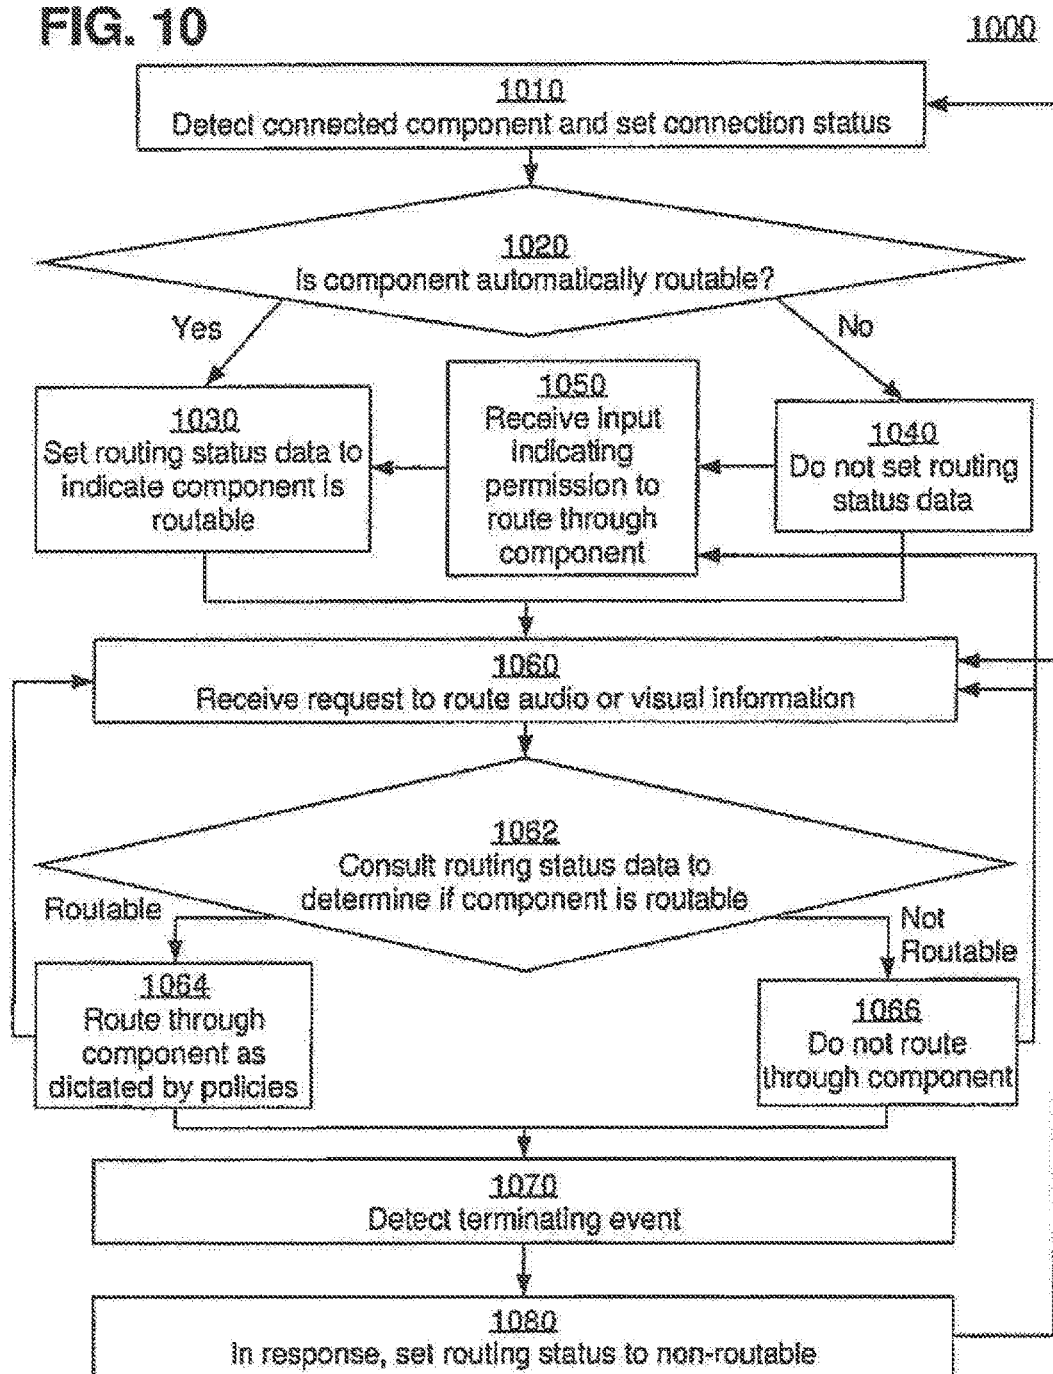 FIG. 10
1000
1010
Detect connected component and set connection status
1020
Is component automatically routable?
Yes
No
1030
Set routing status data to
indicate component is
routable
1050
Receive input
indicating
permission to
route through
component
1040
Do not set routing
status data
1060
Receive request to route audio or visual information
1062
Consult routing status data to
determine if component is routable
Routable
Not
Routable
1064
Route through
component as
dictated by policies
1066
Do not route
through component
1070
Detect terminating event
1080
In response, set routing status to non-routable